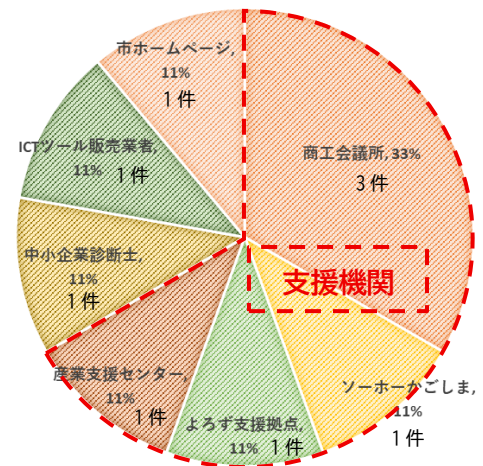 市ホームページ,
11%
1件
商工会議所, 33%
3件
ICTツール販売業者,
11% 1件
支援機関
中小企業診断士,
11%
1件
産業支援センター,
11%
1件
よろず支援拠点,
11% 1件
ソーホーかごしま,
11%
1件